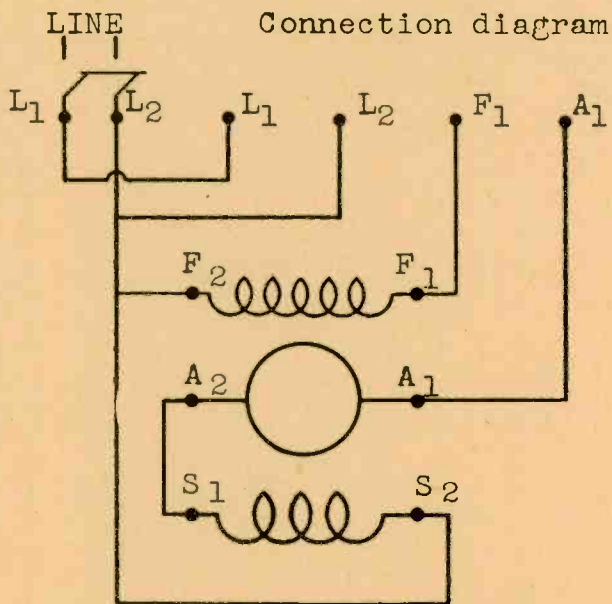 LINE Connection diagram
L1 L2 L1 L2 F1 A1
F2 F1
A2 A1
S1 S2